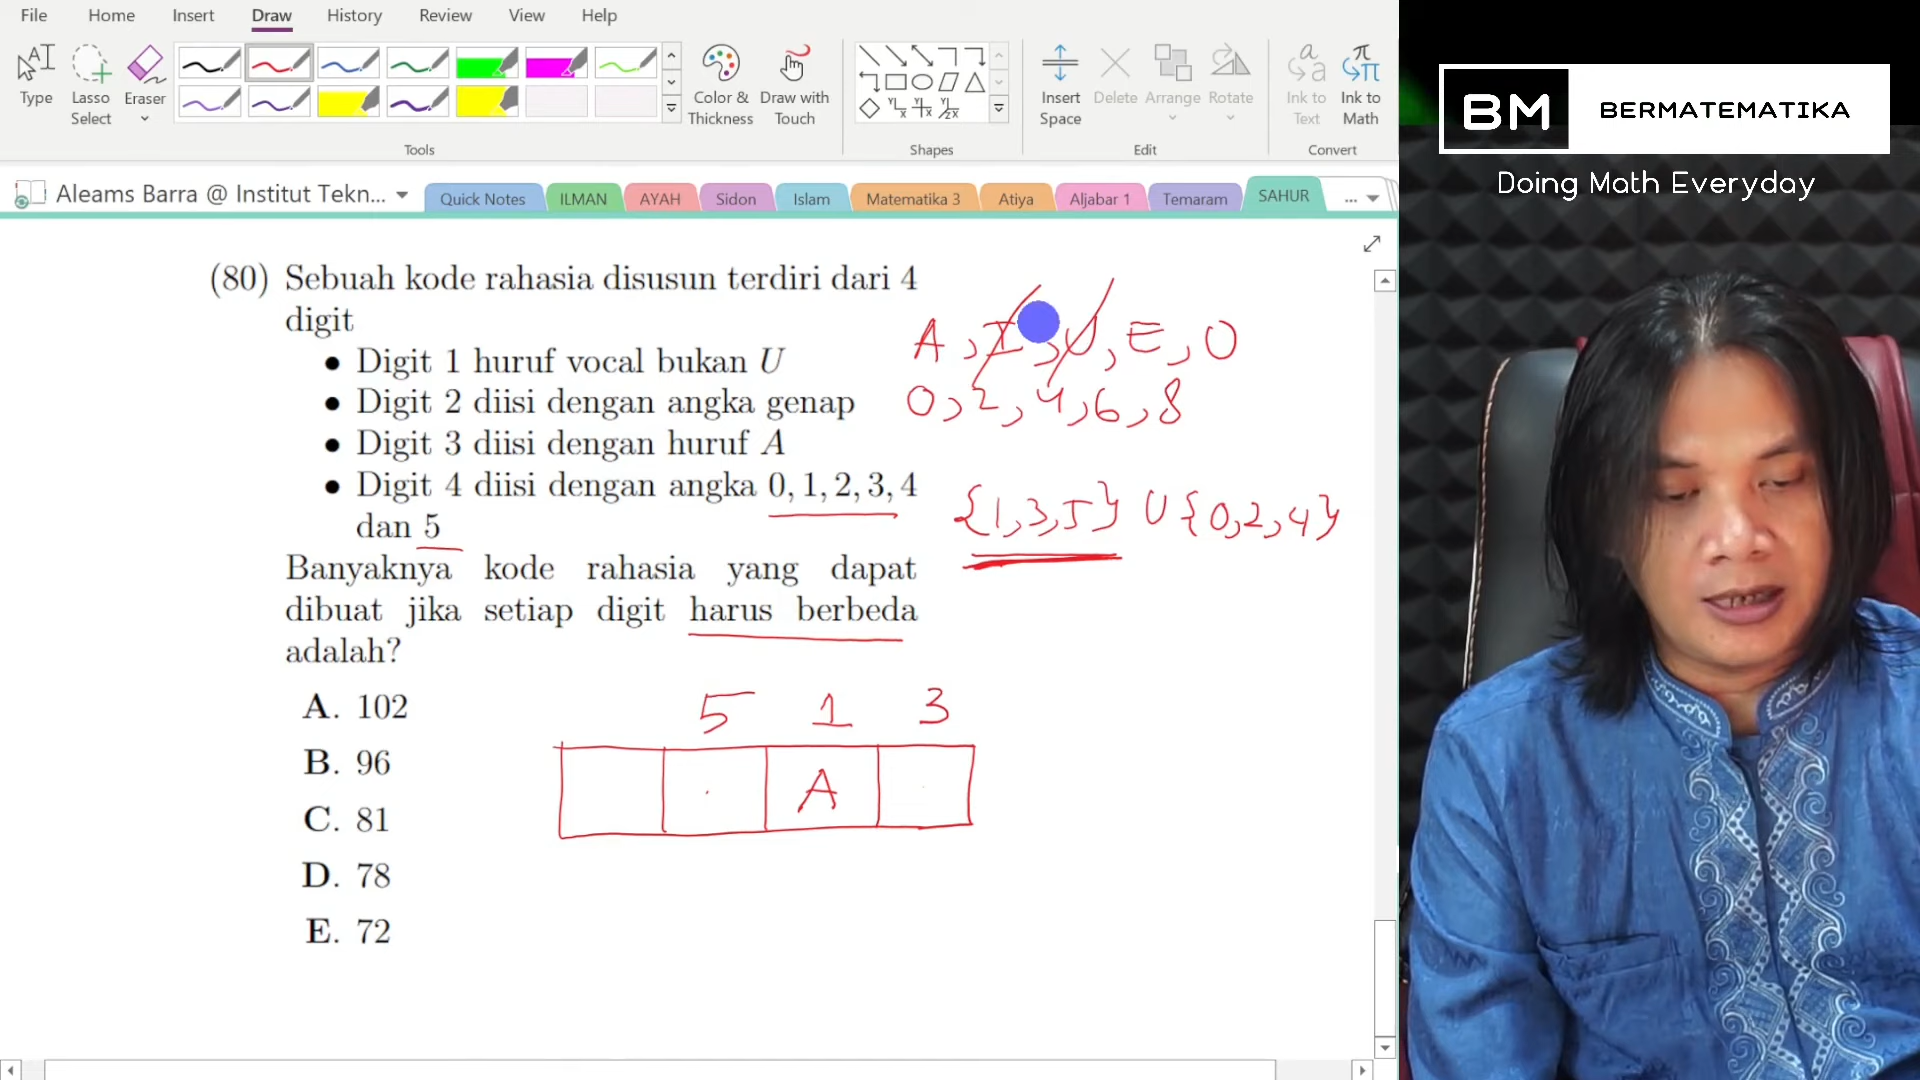 File Home Insert Draw History Review View Help
Type
Lasso Select
Eraser
Color & Thickness
Draw with Touch
Insert Space
Delete
Arrange
Rotate
Ink to Text
Ink to Math
Tools
Shapes
Edit
Convert
BM BERMATEMATIKA
Doing Math Everyday
Aleams Barra @ Institut Tekn...
Quick Notes ILMAN AYAH Sidon Islam Matematika 3 Atiya Aljabar 1 Temaram SAHUR ...
(80) Sebuah kode rahasia disusun terdiri dari 4
digit
• Digit 1 huruf vocal bukan U
• Digit 2 diisi dengan angka genap
• Digit 3 diisi dengan huruf A
• Digit 4 diisi dengan angka 0, 1, 2, 3, 4
dan 5
Banyaknya kode rahasia yang dapat
dibuat jika setiap digit harus berbeda
adalah?
A. 102
B. 96
C. 81
D. 78
E. 72
A, I, U, E, O
0, 2, 4, 6, 8
{1,3,5} U {0,2,4}
5 1 3
A